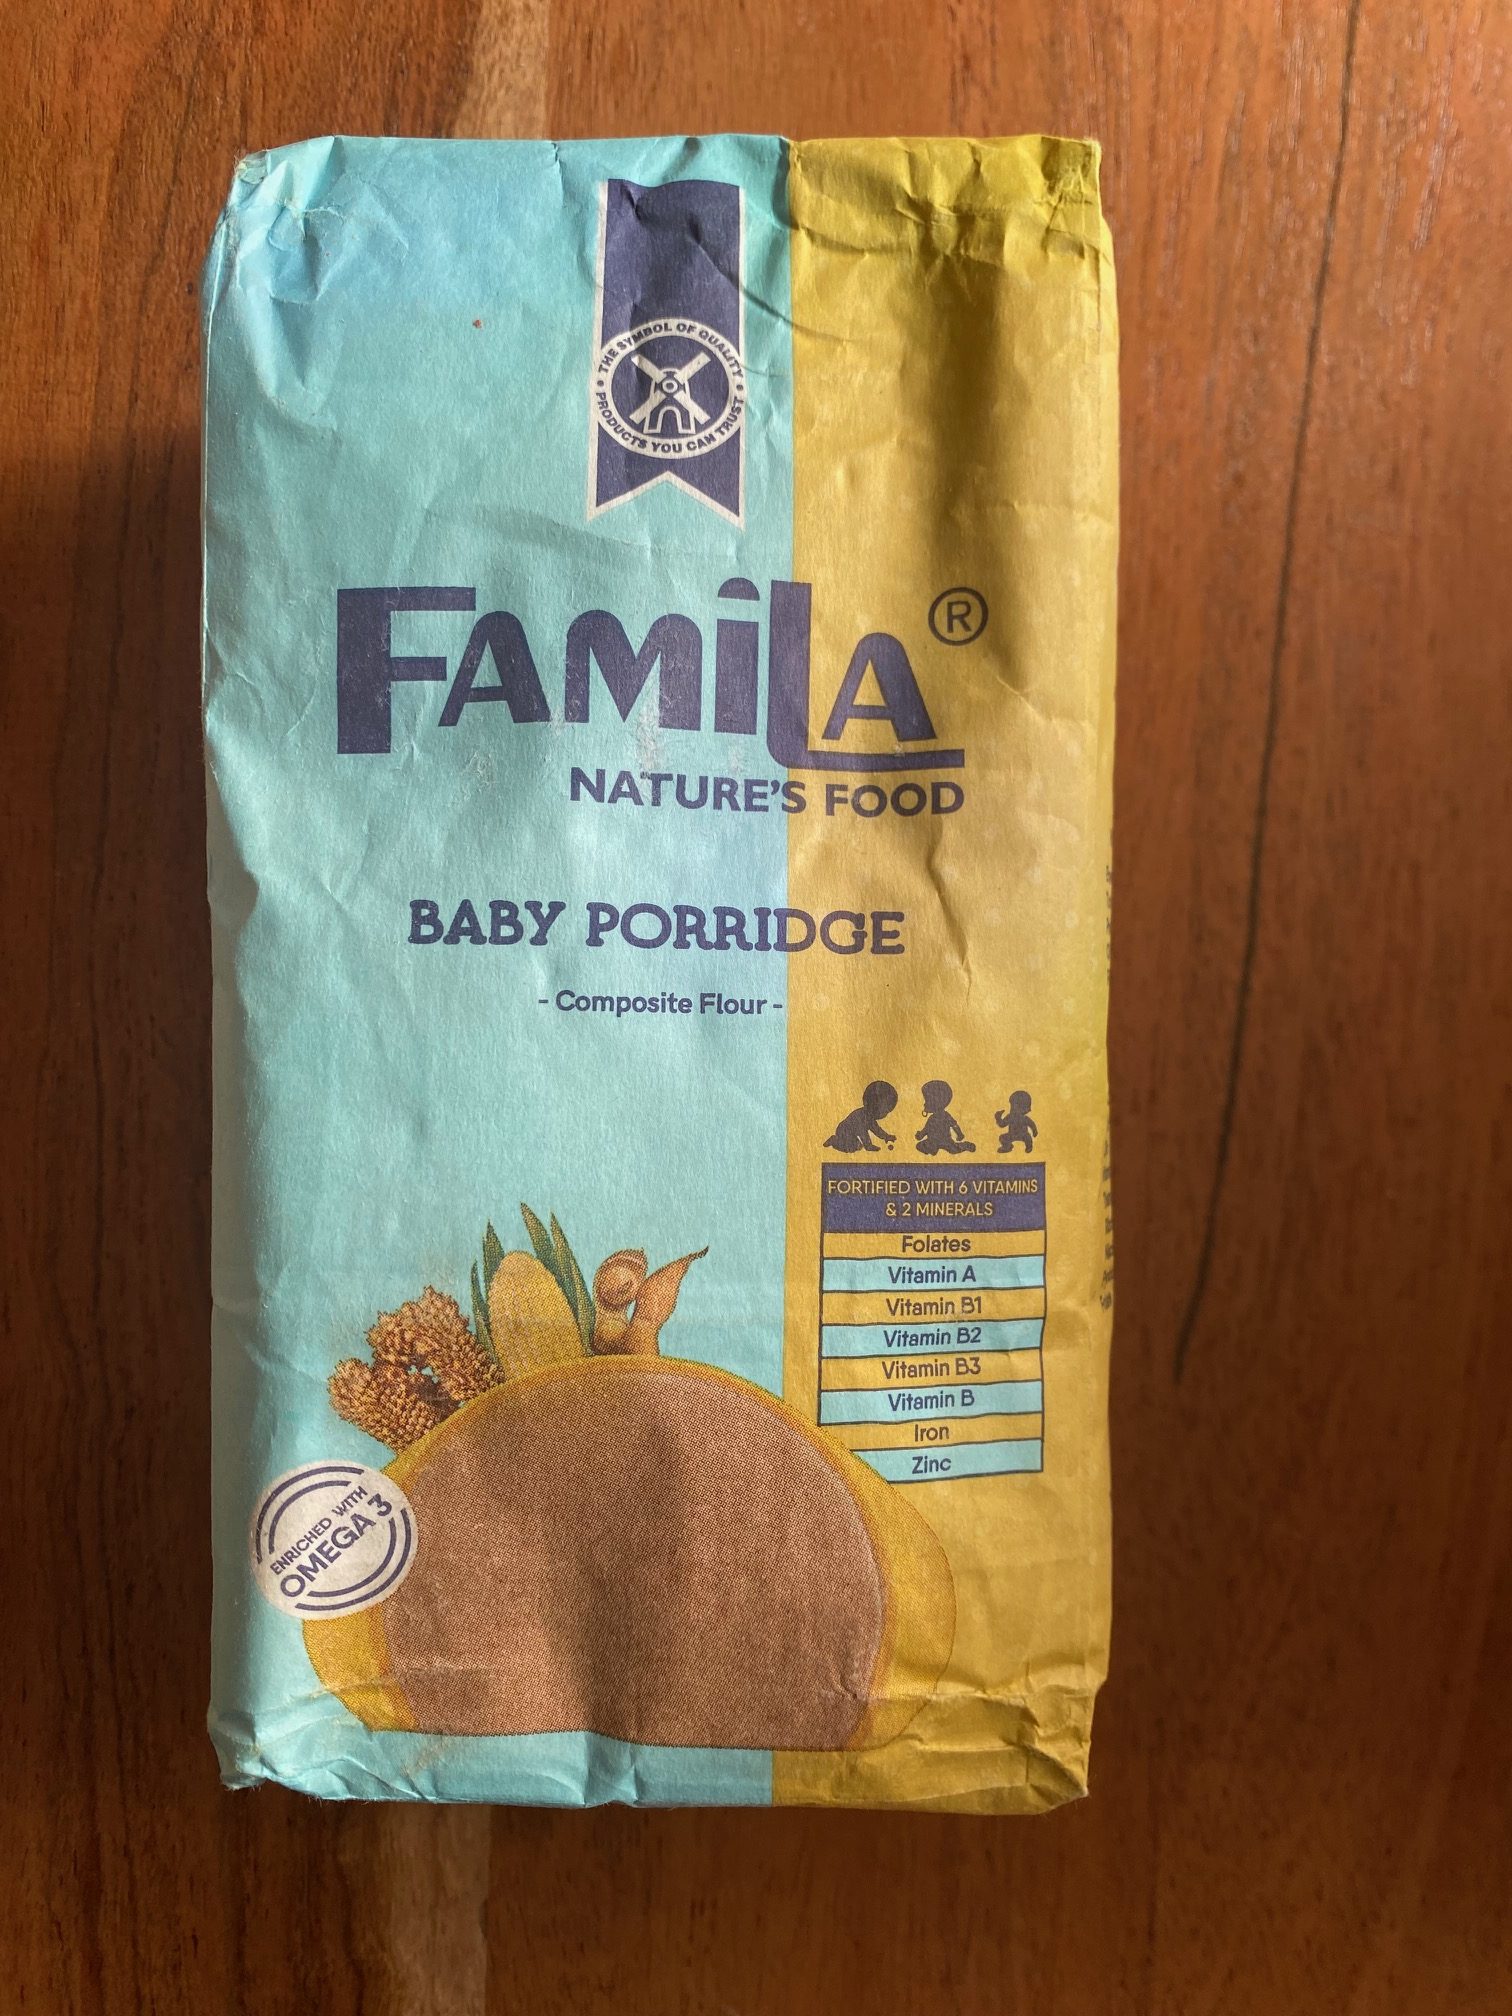 THE SYMBOL OF QUALITY
PRODUCTS YOU CAN TRUST
FAMiLA®
NATURE'S FOOD
BABY PORRIDGE
- Composite Flour -
FORTIFIED WITH 6 VITAMINS
& 2 MINERALS
Folates
Vitamin A
Vitamin B1
Vitamin B2
Vitamin B3
Vitamin B
Iron
Zinc
ENRICHED WITH
OMEGA 3